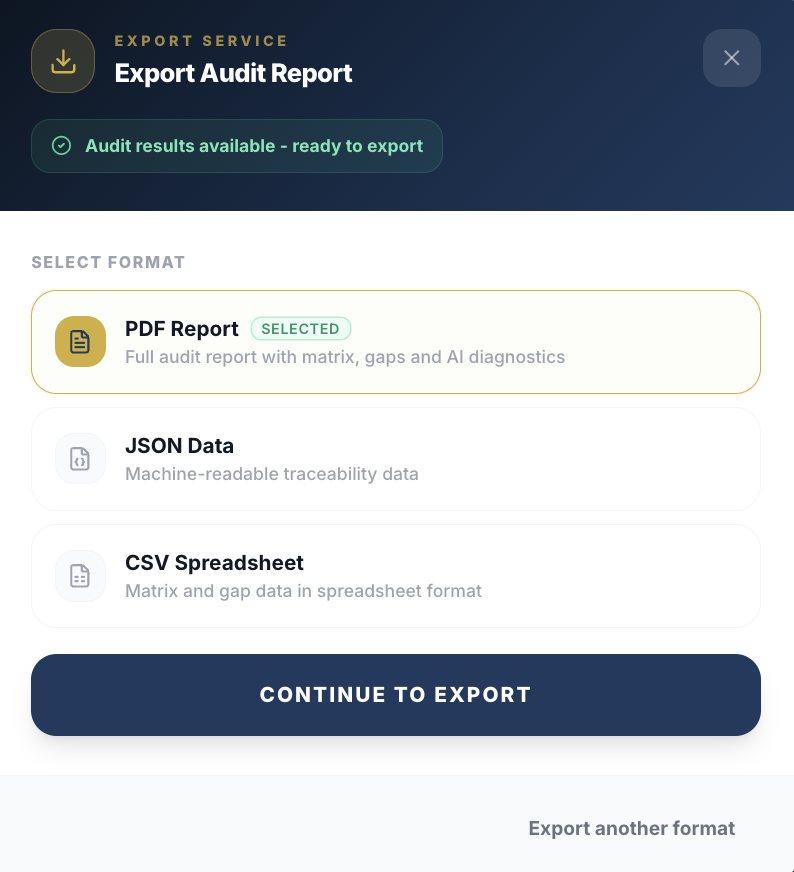 EXPORT SERVICE
Export Audit Report
Audit results available - ready to export
SELECT FORMAT
PDF Report SELECTED
Full audit report with matrix, gaps and AI diagnostics
JSON Data
Machine-readable traceability data
CSV Spreadsheet
Matrix and gap data in spreadsheet format
CONTINUE TO EXPORT
Export another format